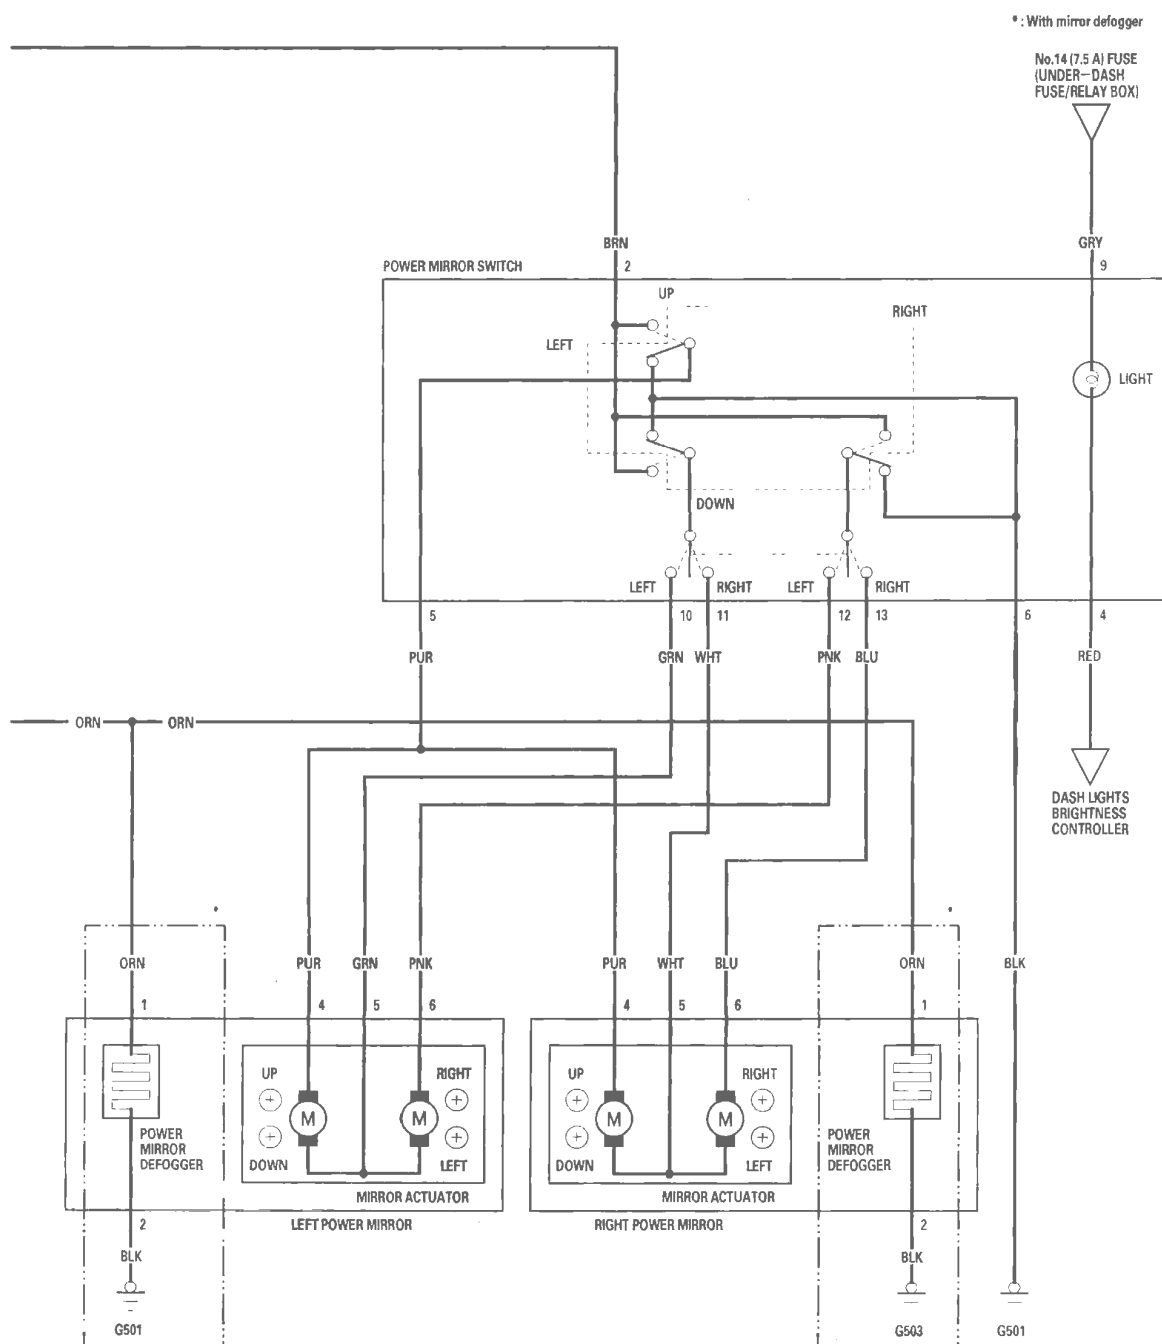 * : With mirror defogger
No.14 (7.5 A) FUSE
(UNDER-DASH
FUSE/RELAY BOX)
BRN
GRY
POWER MIRROR SWITCH
2
9
UP
RIGHT
LEFT
LIGHT
DOWN
LEFT
RIGHT
LEFT
RIGHT
5
10
11
12
13
6
4
PUR
GRN
WHT
PNK
BLU
RED
ORN
ORN
DASH LIGHTS
BRIGHTNESS
CONTROLLER
*
*
ORN
PUR
GRN
PNK
PUR
WHT
BLU
ORN
BLK
1
4
5
6
4
5
6
1
UP
RIGHT
UP
RIGHT
M
M
M
M
POWER
MIRROR
DEFOGGER
POWER
MIRROR
DEFOGGER
DOWN
LEFT
DOWN
LEFT
MIRROR ACTUATOR
MIRROR ACTUATOR
2
LEFT POWER MIRROR
RIGHT POWER MIRROR
2
BLK
BLK
G501
G503
G501